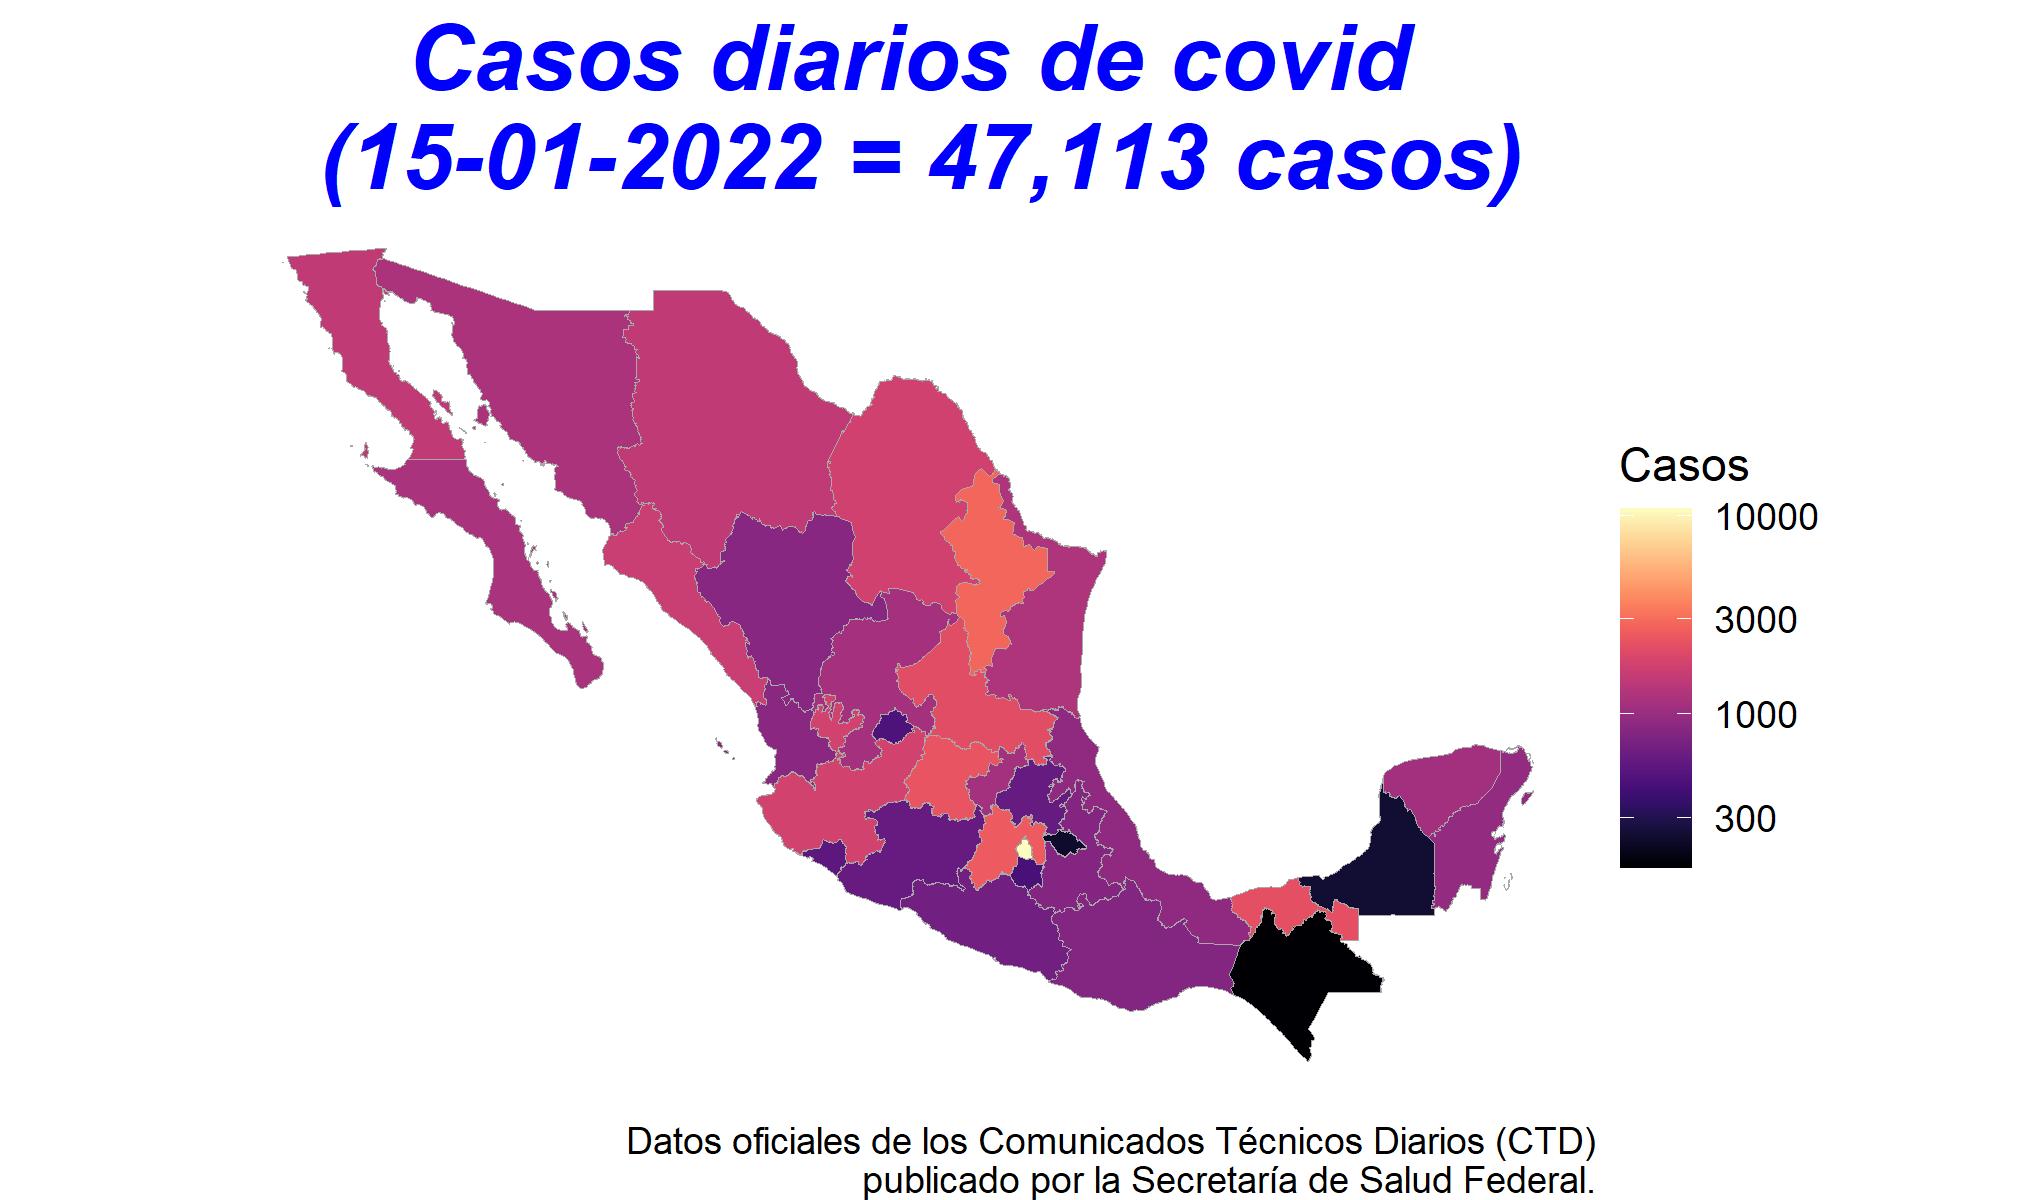 Casos diarios de covid
(15-01-2022 = 47,113 casos)
Casos
10000
3000
1000
300
Datos oficiales de los Comunicados Técnicos Diarios (CTD)
publicado por la Secretaría de Salud Federal.